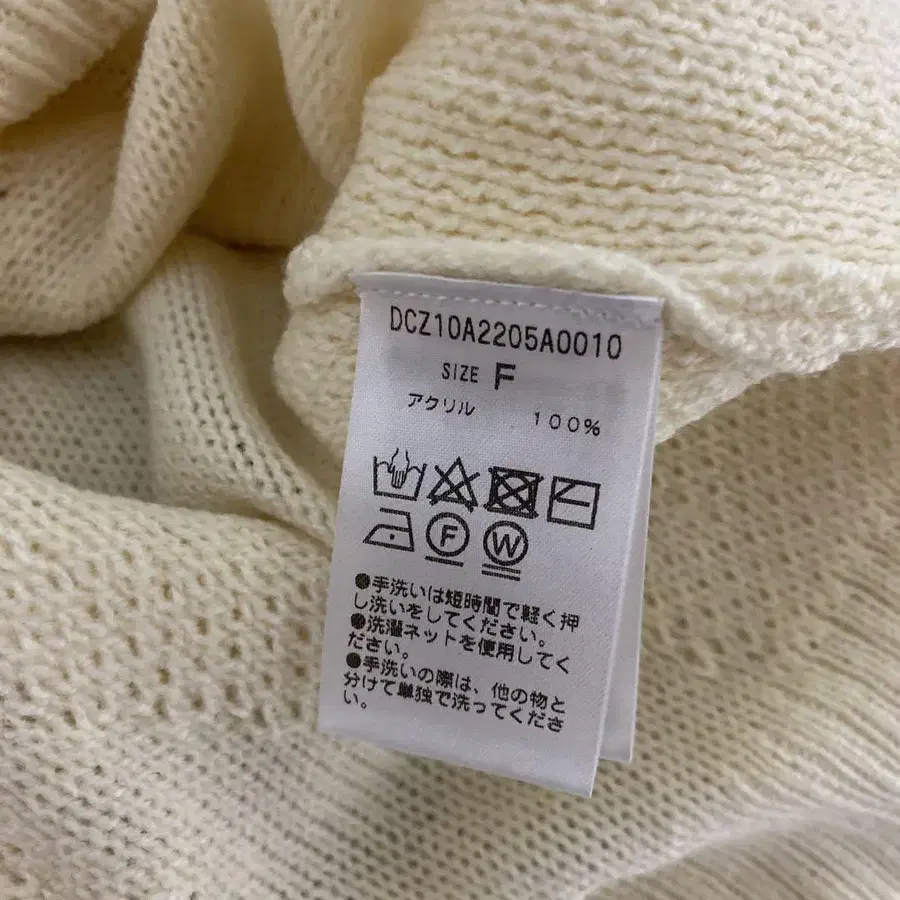 DCZ10A2205A0010
SIZE F
アクリル 100%
F W
●手洗いは短時間で軽く押
し洗いをしてください。
●洗濯ネットを使用してく
ださい。
●手洗いの際は、他の物と
分けて単独で洗ってくださ
い。